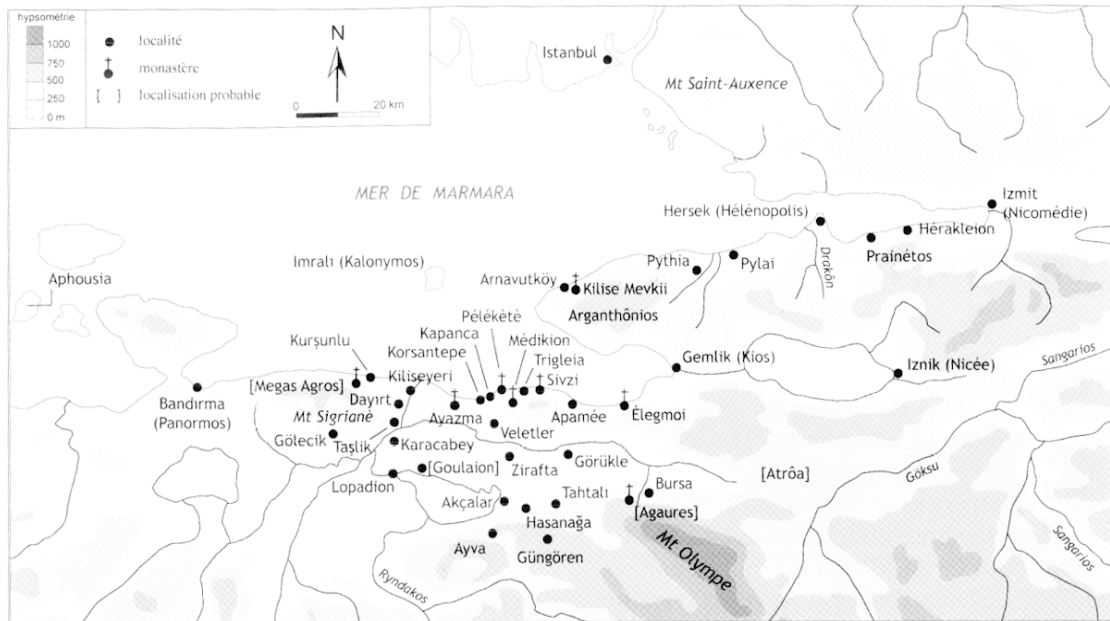 hypsométrie
1000
750
500
250
0 m
localité
monastère
[ ] localisation probable
N
0 20 km
Istanbul
Mt Saint-Auxence
MER DE MARMARA
Izmit
(Nicomédie)
Hersek (Hélénopolis)
Hérakleion
Prainétos
Drakôn
Pylai
Pythia
Imralı (Kalonymos)
Aphousia
Arnavutköy
Kilise Mevkii
Arganthônios
Pélékètè
Kapanca
Médikion
Korsantepe
Trigleia
Sivzi
Kurşunlu
Kiliseyeri
Gemlik (Kios)
Iznik (Nicée)
Sangarios
[Megas Agros]
Dayırt
Bandırma
(Panormos)
Mt Sigrianè
Ayazma
Apamée
Élegmoi
Veletler
Gölecik
Taşlik
Karacabey
[Goulaion]
Zirafta
Görükle
[Atrôa]
Göksu
Lopadion
Akçalar
Tahtalı
Bursa
[Agaures]
Hasanağa
Ayva
Güngören
Mt Olympe
Ryndakos
Sangarios